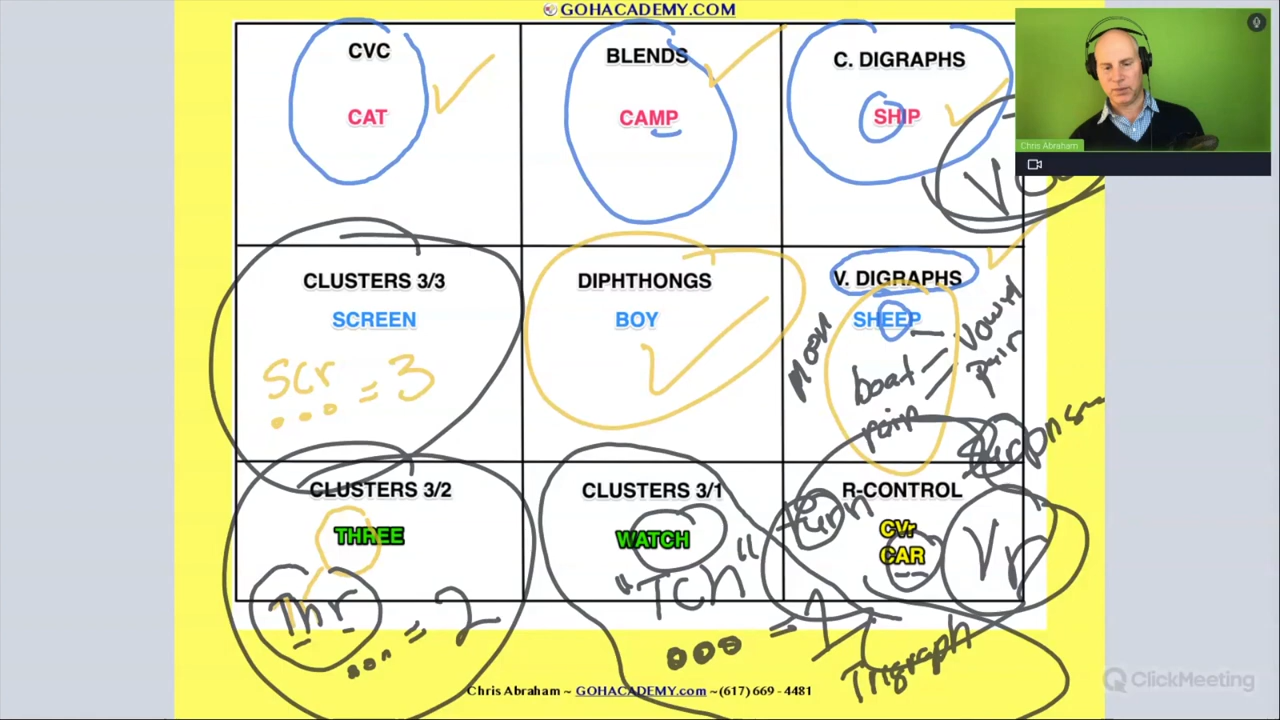 GOHACADEMY.COM
CVC
CAT
BLENDS
CAMP
C. DIGRAPHS
SHIP
Chris Abraham
CLUSTERS 3/3
SCREEN
Scr = 3
DIPHTHONGS
BOY
V. DIGRAPHS
SHEEP
moon
boat
pair
vowel
pair
CLUSTERS 3/2
THREE
Thr
= 2
CLUSTERS 3/1
WATCH
"TCH"
= 1
Trigraph
R-CONTROL
CVr
CAR
turn
Vr
Chris Abraham ~ GOHACADEMY.com ~(617) 669 - 4481
ClickMeeting